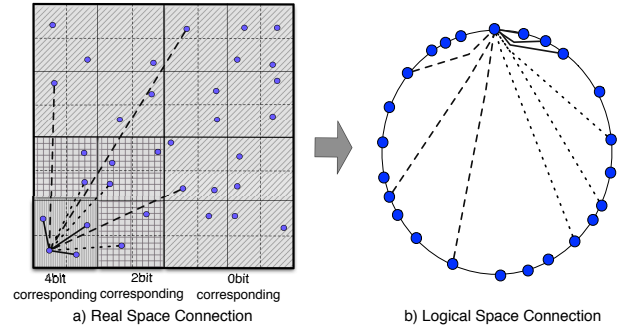 4bit 2bit 0bit
corresponding corresponding corresponding
a) Real Space Connection
b) Logical Space Connection